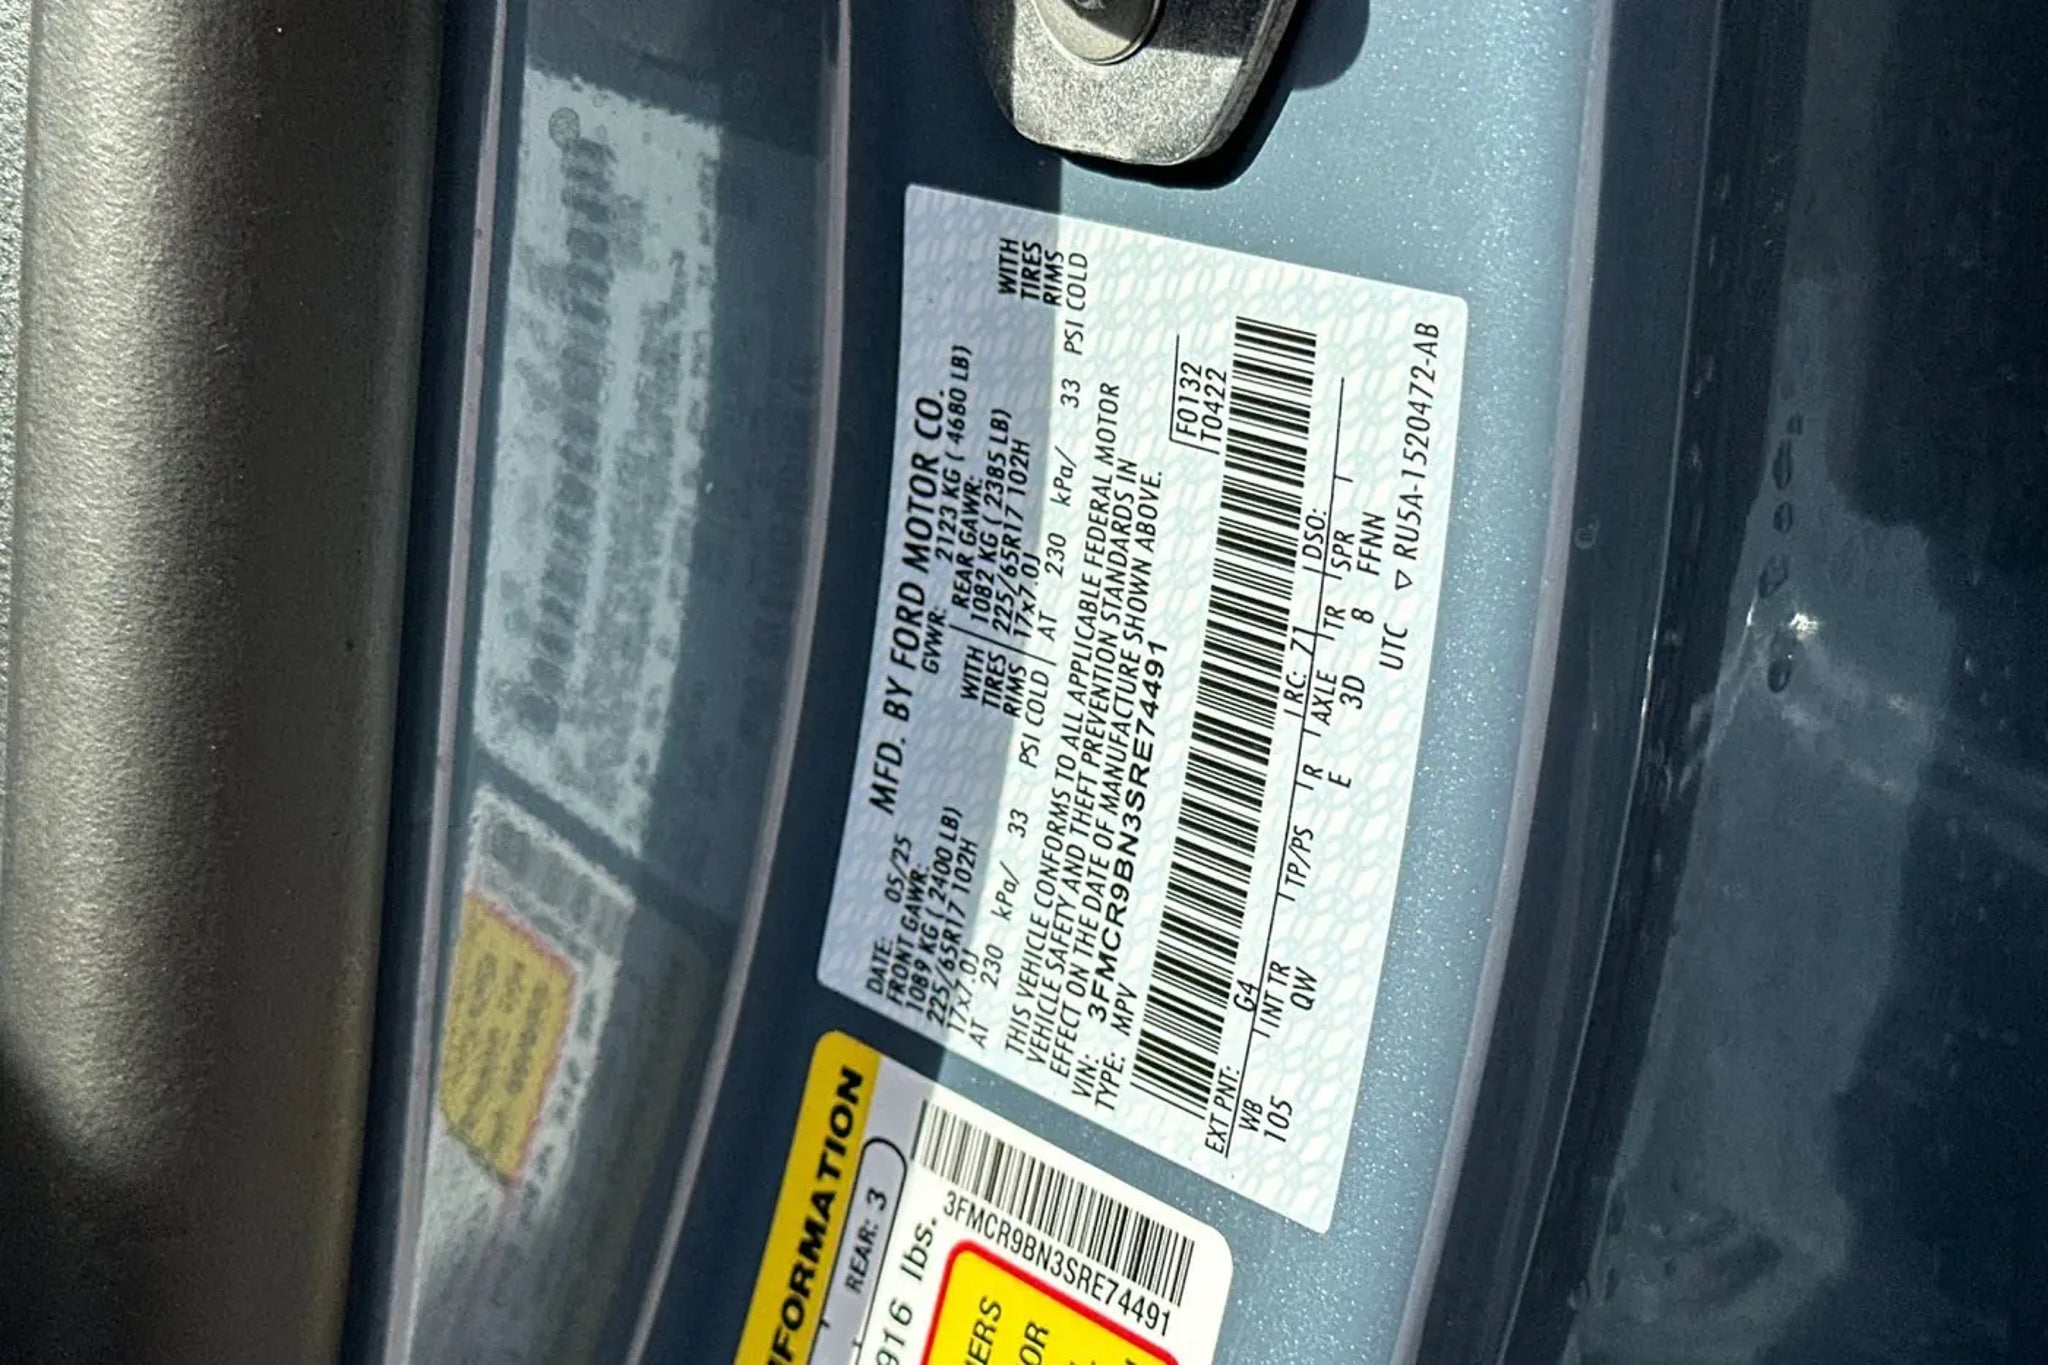 MFD. BY FORD MOTOR CO.
DATE: 05/25 GVWR: 2123 KG ( 4680 LB)
FRONT GAWR: REAR GAWR:
1089 KG ( 2400 LB) WITH 1082 KG ( 2385 LB) WITH
225/65R17 102H TIRES 225/65R17 102H TIRES
17x7.0J RIMS 17x7.0J RIMS
AT 230 kPa/ 33 PSI COLD AT 230 kPa/ 33 PSI COLD
THIS VEHICLE CONFORMS TO ALL APPLICABLE FEDERAL MOTOR
VEHICLE SAFETY AND THEFT PREVENTION STANDARDS IN
EFFECT ON THE DATE OF MANUFACTURE SHOWN ABOVE.
VIN: 3FMCR9BN3SRE74491 F0132
TYPE: MPV T0422
EXT PNT: G4 RC: 71 DSO:
WB INT TR TP/PS R AXLE TR SPR
105 QW E 3D 8 FFNN
UTC ▽ RU5A-1520472-AB
REAR: 3
916 lbs.
3FMCR9BN3SRE74491